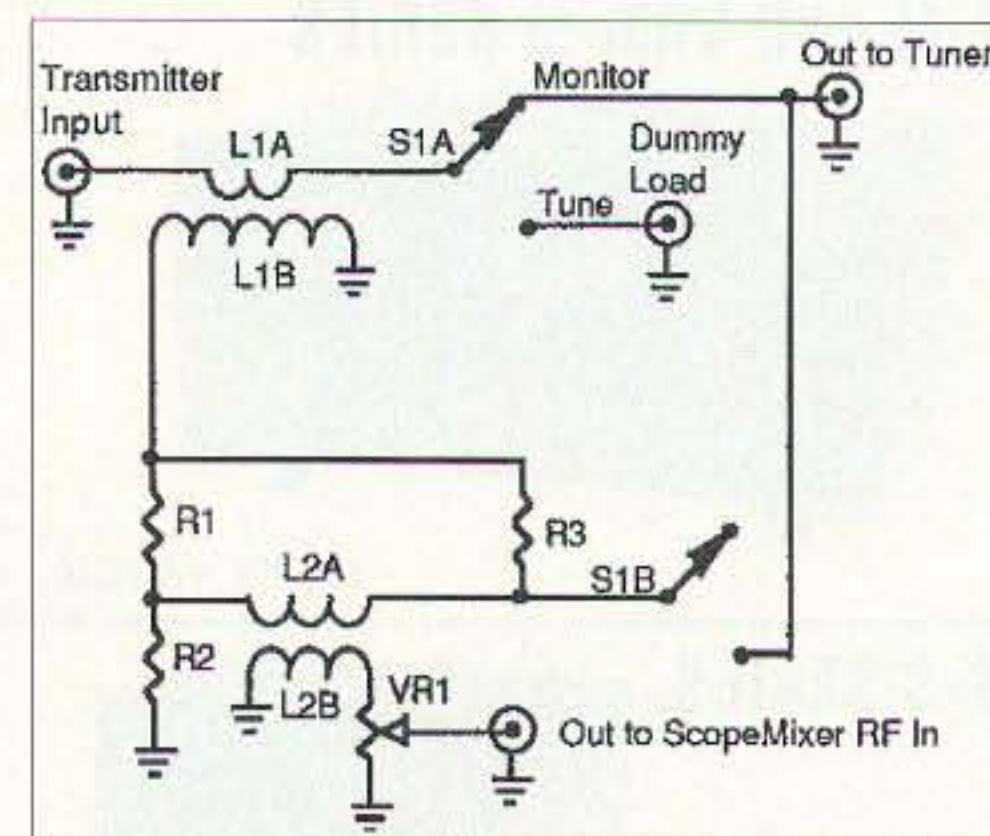 Transmitter
Input
L1A
S1A
Monitor
Out to Tuner
Dummy
Load
Tune
L1B
R1
R3
L2A
S1B
R2
L2B
VR1
Out to ScopeMixer RF In